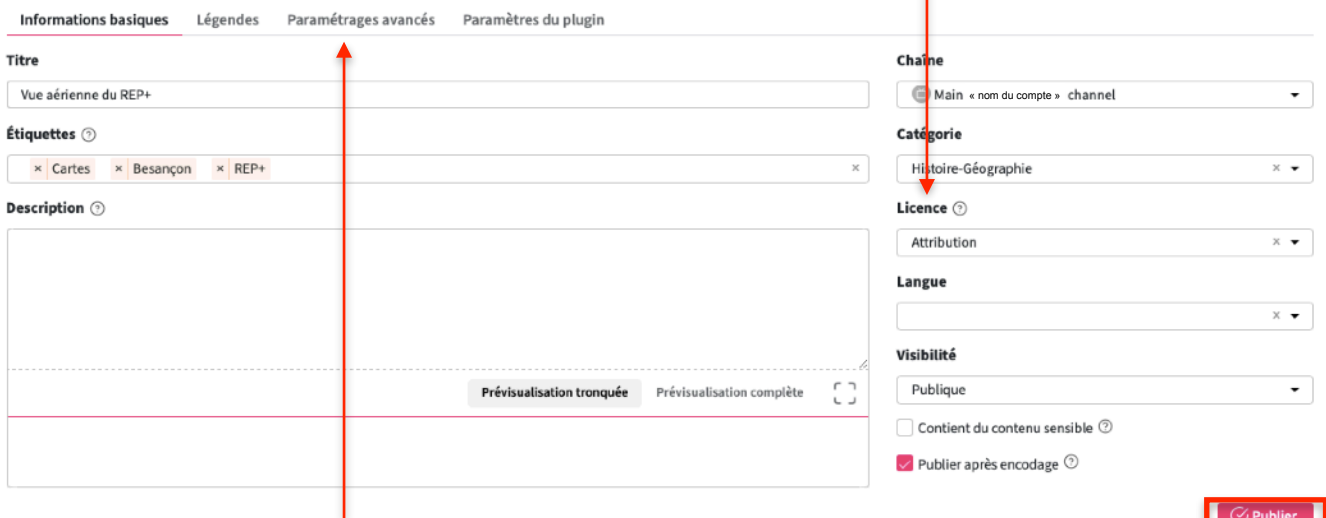 Informations basiques Légendes Paramétrages avancés Paramètres du plugin
Titre
Vue aérienne du REP+
Étiquettes ?
× Cartes × Besançon × REP+ ×
Description ?
Prévisualisation tronquée Prévisualisation complète
Chaîne
Main « nom du compte » channel
Catégorie
Histoire-Géographie ×
Licence ?
Attribution ×
Langue
×
Visibilité
Publique
Contient du contenu sensible ?
Publier après encodage ?
Publier